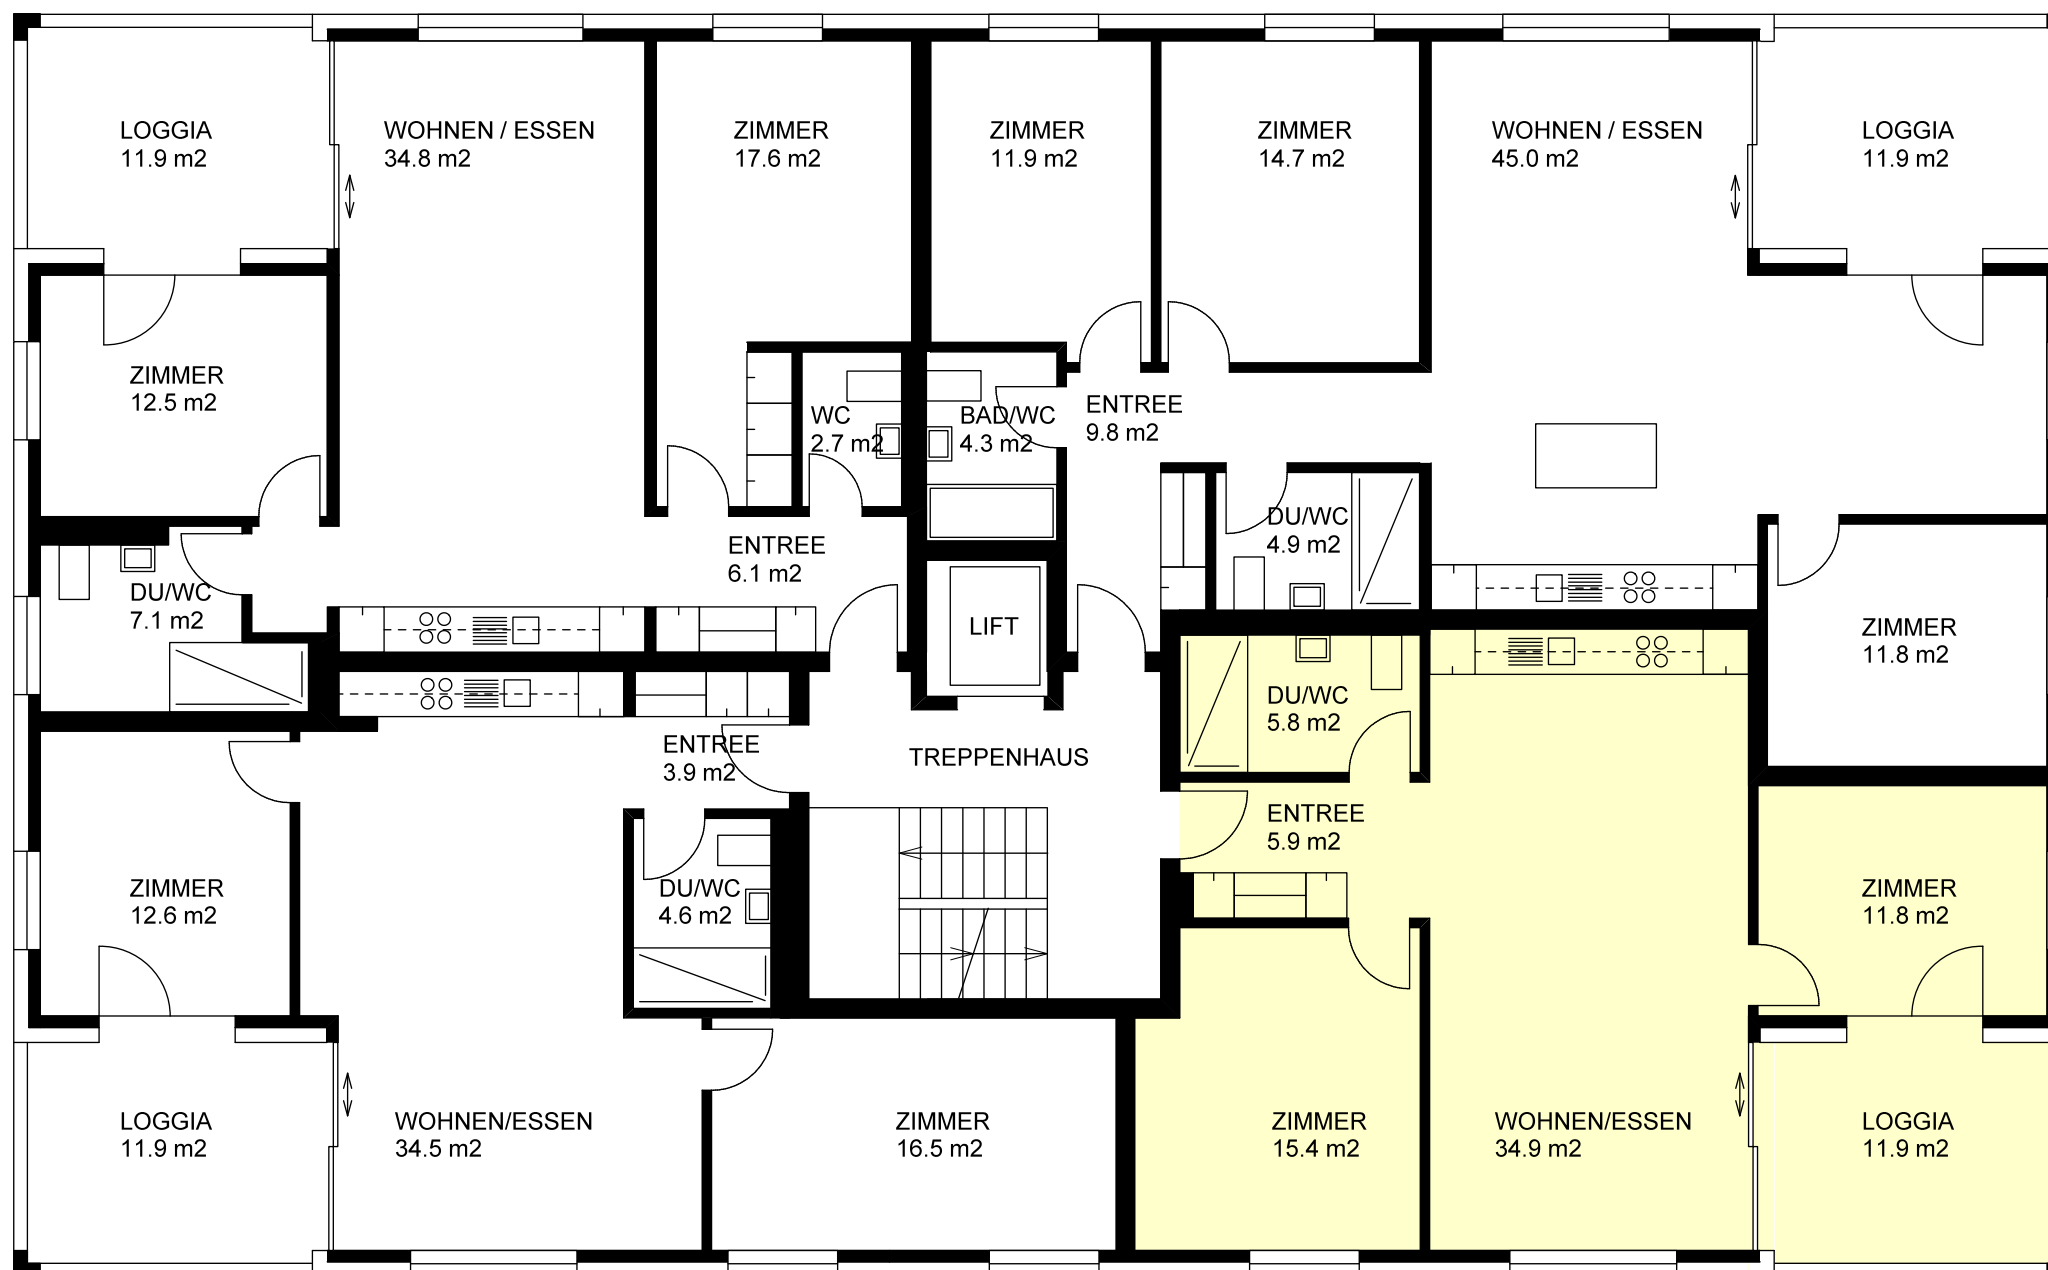 LOGGIA
11.9 m2
WOHNEN / ESSEN
34.8 m2
ZIMMER
17.6 m2
ZIMMER
11.9 m2
ZIMMER
14.7 m2
WOHNEN / ESSEN
45.0 m2
LOGGIA
11.9 m2
ZIMMER
12.5 m2
WC
2.7 m2
BAD/WC
4.3 m2
ENTREE
9.8 m2
DU/WC
4.9 m2
ENTREE
6.1 m2
DU/WC
7.1 m2
LIFT
ZIMMER
11.8 m2
DU/WC
5.8 m2
ENTREE
3.9 m2
TREPPENHAUS
ENTREE
5.9 m2
ZIMMER
12.6 m2
DU/WC
4.6 m2
ZIMMER
11.8 m2
LOGGIA
11.9 m2
WOHNEN/ESSEN
34.5 m2
ZIMMER
16.5 m2
ZIMMER
15.4 m2
WOHNEN/ESSEN
34.9 m2
LOGGIA
11.9 m2